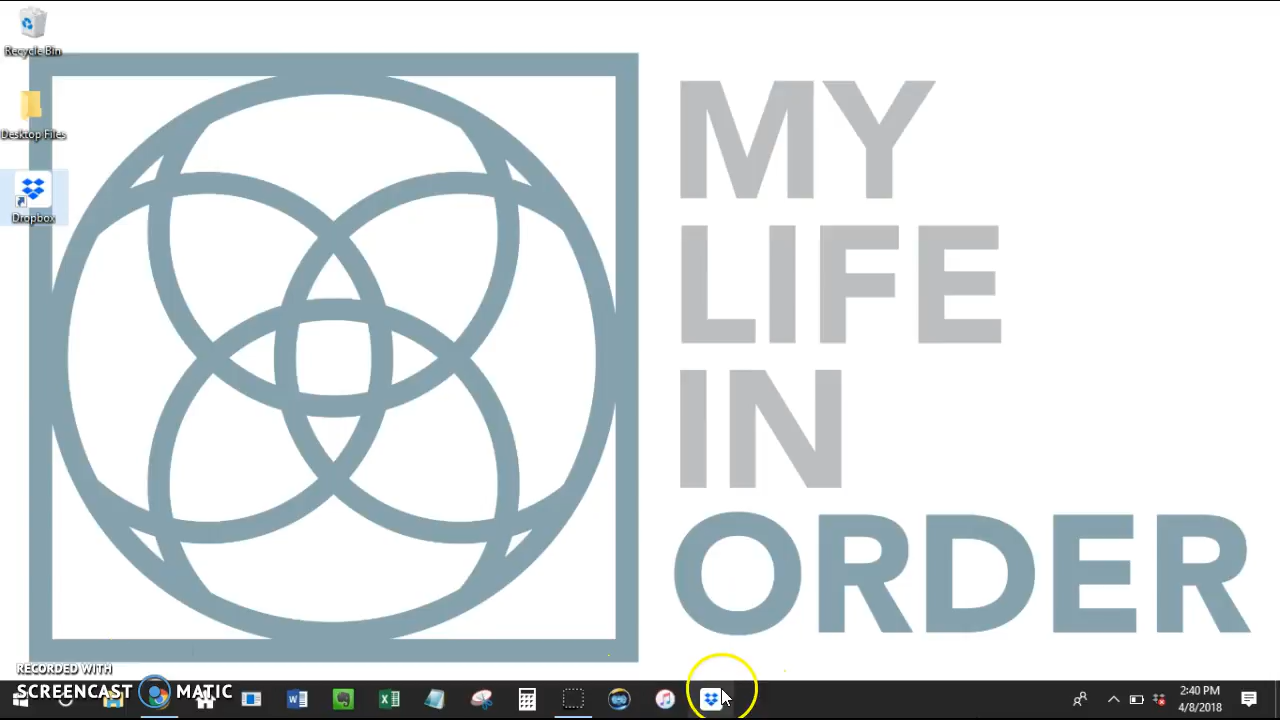 Recycle Bin
Desktop Files
Dropbox
MY
LIFE
IN
ORDER
RECORDED WITH
SCREENCAST MATIC
2:40 PM
4/8/2018